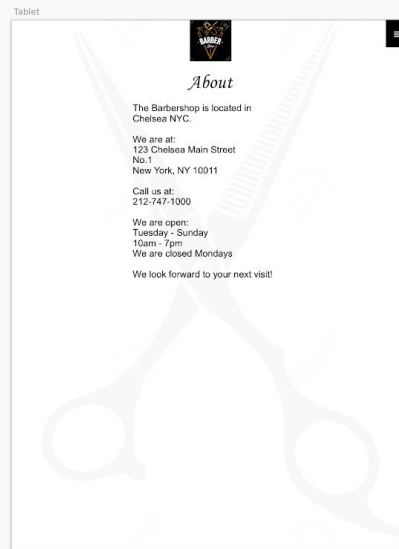 Tablet
BARBER
About
The Barbershop is located in
Chelsea NYC.
We are at:
123 Chelsea Main Street
No.1
New York, NY 10011
Call us at:
212-747-1000
We are open:
Tuesday - Sunday
10am - 7pm
We are closed Mondays
We look forward to your next visit!